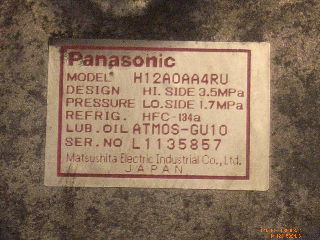 Panasonic
MODEL H12A0AA4RU
DESIGN HI. SIDE 3.5MPa
PRESSURE LO. SIDE 1.7MPa
REFRIG. HFC-134a
LUB. OIL ATMOS-GU10
SER. NO L1135857
Matsushita Electric Industrial Co., Ltd.
JAPAN